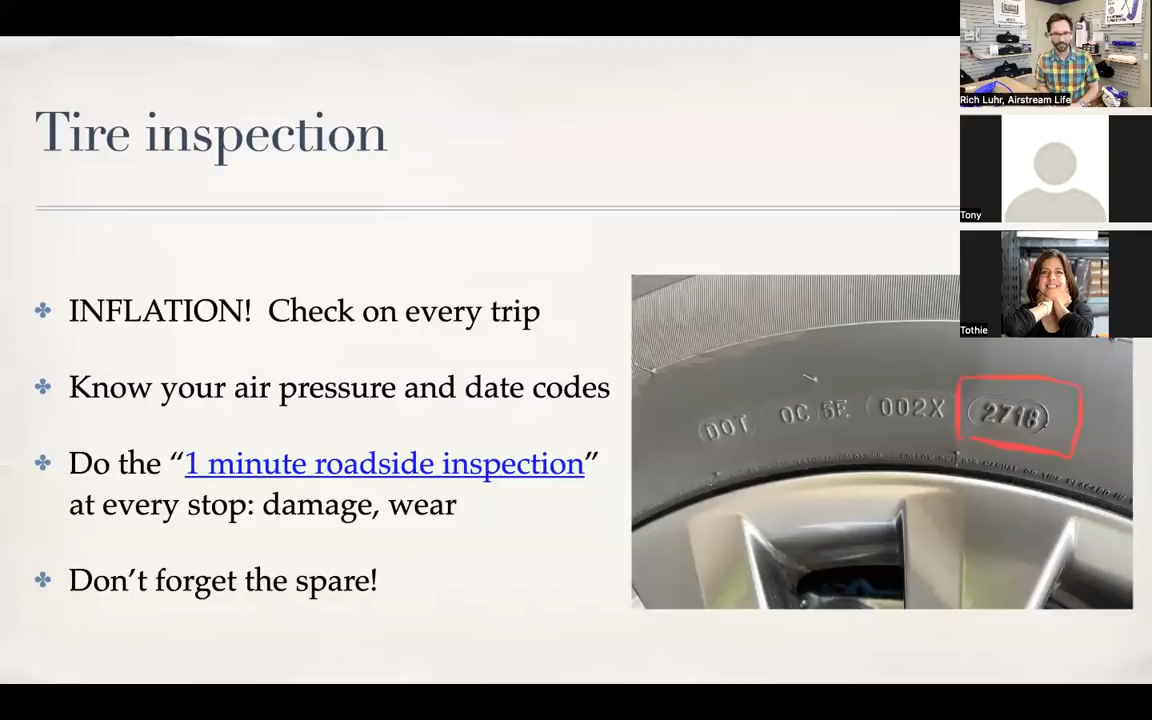 Tire inspection
INFLATION!  Check on every trip
Know your air pressure and date codes
Do the “1 minute roadside inspection”
at every stop: damage, wear
Don’t forget the spare!
DOT 0C 5E 002X 2718
Rich Luhr, Airstream Life
Tony
Tothie